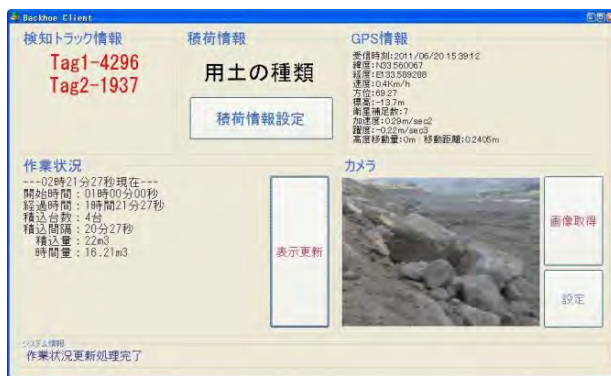 Backhoe Client
検知トラック情報
Tag1-4296
Tag2-1937
積荷情報
用土の種類
積荷情報設定
GPS情報
受信時刻:2011/06/20 15:39:12
緯度:N33.560067
経度:E133.589288
速度:0.4Km/h
方位:69.27
標高:-13.7m
衛星補足数:7
加速度:0.29m/sec2
躍度:-0.22m/sec3
高度移動量:0m | 移動距離:0.2405m
作業状況
---02時21分27秒現在---
開始時間：01時00分00秒
経過時間：1時間21分27秒
積込台数：4台
積込間隔：20分27秒
積込量：22m3
時間量：16.21m3
表示更新
カメラ
画像取得
設定
システム情報
作業状況更新処理完了